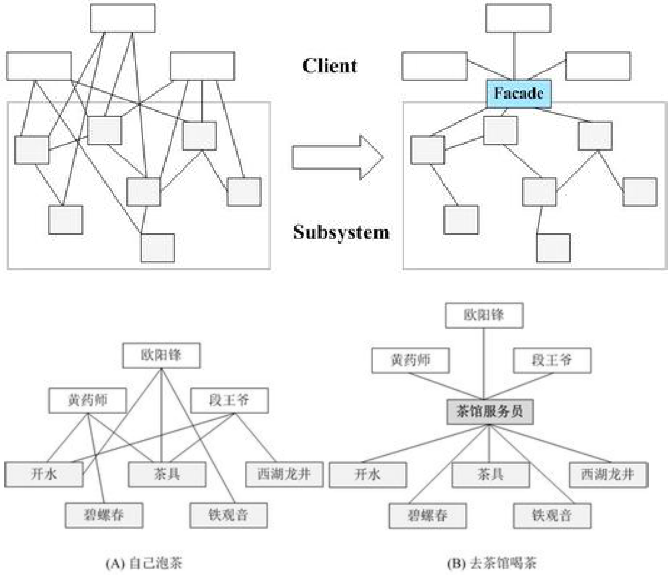 Client
Facade
Subsystem
欧阳锋
黄药师
段王爷
开水
茶具
西湖龙井
碧螺春
铁观音
(A) 自己泡茶
欧阳锋
黄药师
段王爷
茶馆服务员
开水
茶具
西湖龙井
碧螺春
铁观音
(B) 去茶馆喝茶